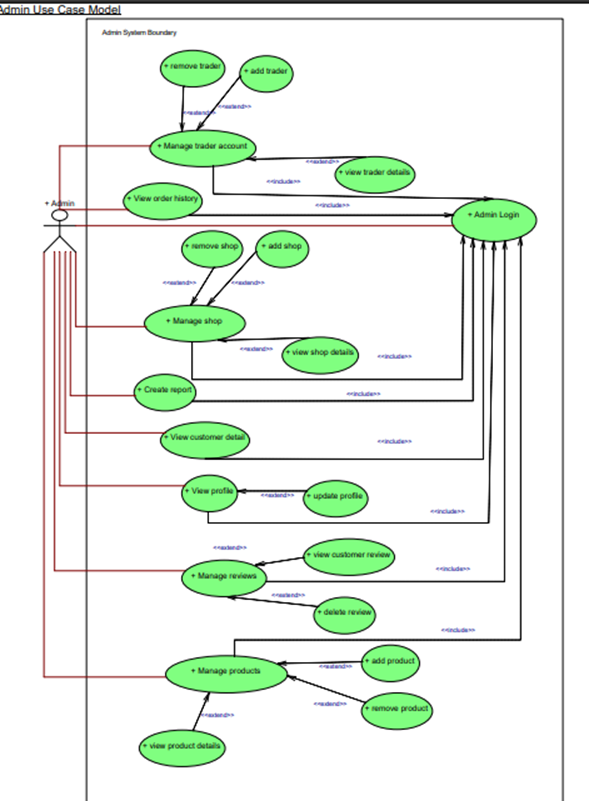 Admin Use Case Model
Admin System Boundary
+ remove trader
+ add trader
<<extend>>
<<extend>>
+ Manage trader account
<<extend>>
+ view trader details
<<include>>
+ View order history
<<include>>
+ Admin
+ Admin Login
+ remove shop
+ add shop
<<extend>>
<<extend>>
+ Manage shop
<<extend>>
+ view shop details
<<include>>
+ Create report
<<include>>
+ View customer detail
<<include>>
+ View profile
<<extend>>
+ update profile
<<include>>
<<extend>>
+ view customer review
+ Manage reviews
<<include>>
<<extend>>
+ delete review
<<include>>
+ Manage products
<<extend>>
+ add product
<<extend>>
+ remove product
<<extend>>
+ view product details